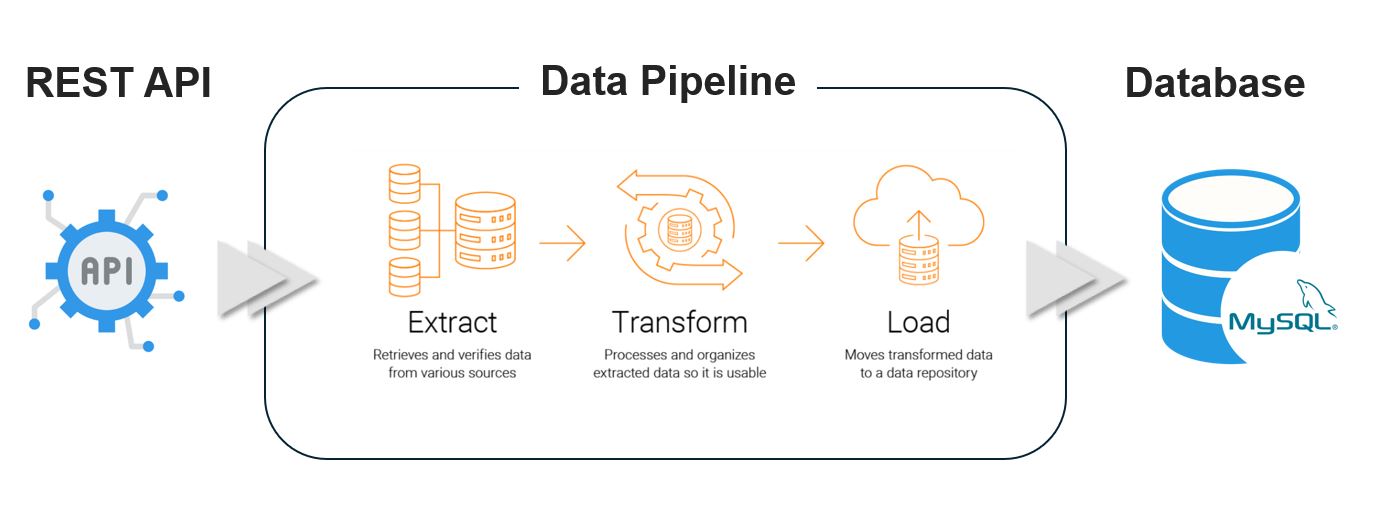 REST API
Data Pipeline
Database
API
Extract
Retrieves and verifies data
from various sources
Transform
Processes and organizes
extracted data so it is usable
Load
Moves transformed data
to a data repository
MySQL®